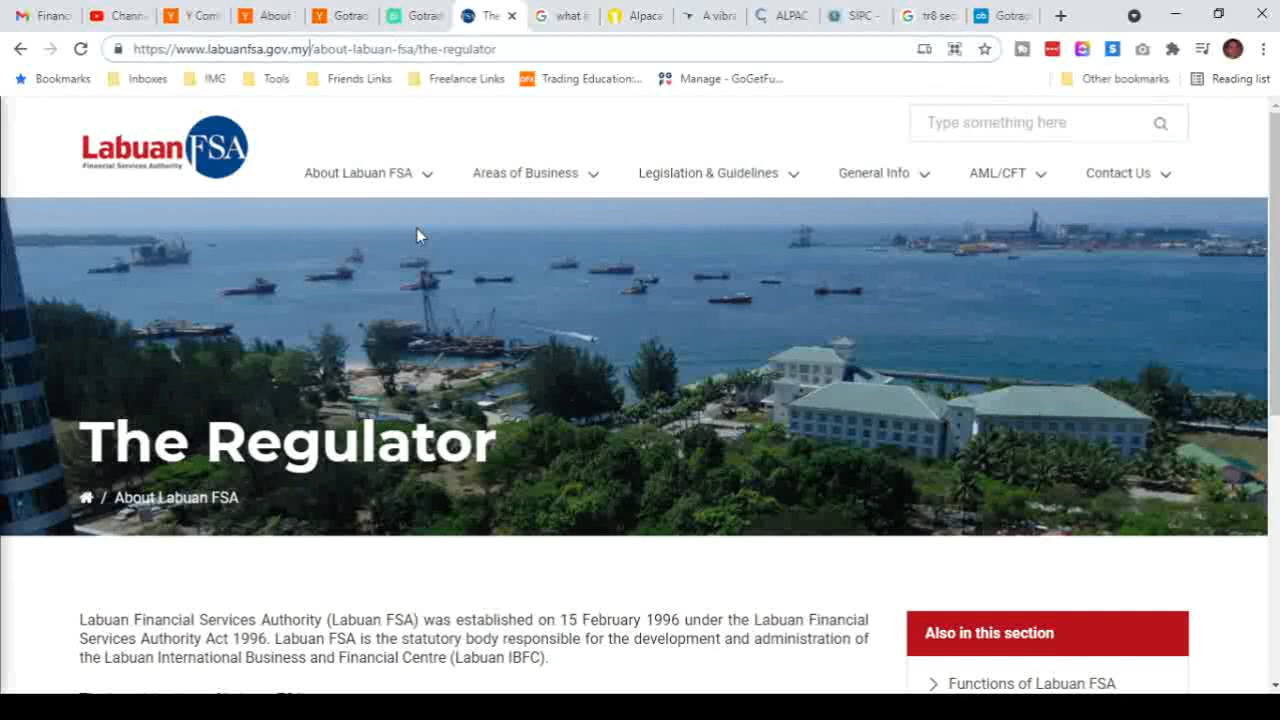 Financi
Channe
Y Com
About
Gotrad
Gotrad
The
what i
Alpaca
A vibra
ALPAC
SIPC -
tr8 seq
Gotrad
https://www.labuanfsa.gov.my/about-labuan-fsa/the-regulator
Bookmarks Inboxes IMG Tools Friends Links Freelance Links Trading Education:... Manage - GoGetFu... Other bookmarks Reading list
Type something here
Labuan FSA
Financial Services Authority
About Labuan FSA Areas of Business Legislation & Guidelines General Info AML/CFT Contact Us
The Regulator
/ About Labuan FSA
Labuan Financial Services Authority (Labuan FSA) was established on 15 February 1996 under the Labuan Financial
Services Authority Act 1996. Labuan FSA is the statutory body responsible for the development and administration of
the Labuan International Business and Financial Centre (Labuan IBFC).
Also in this section
Functions of Labuan FSA